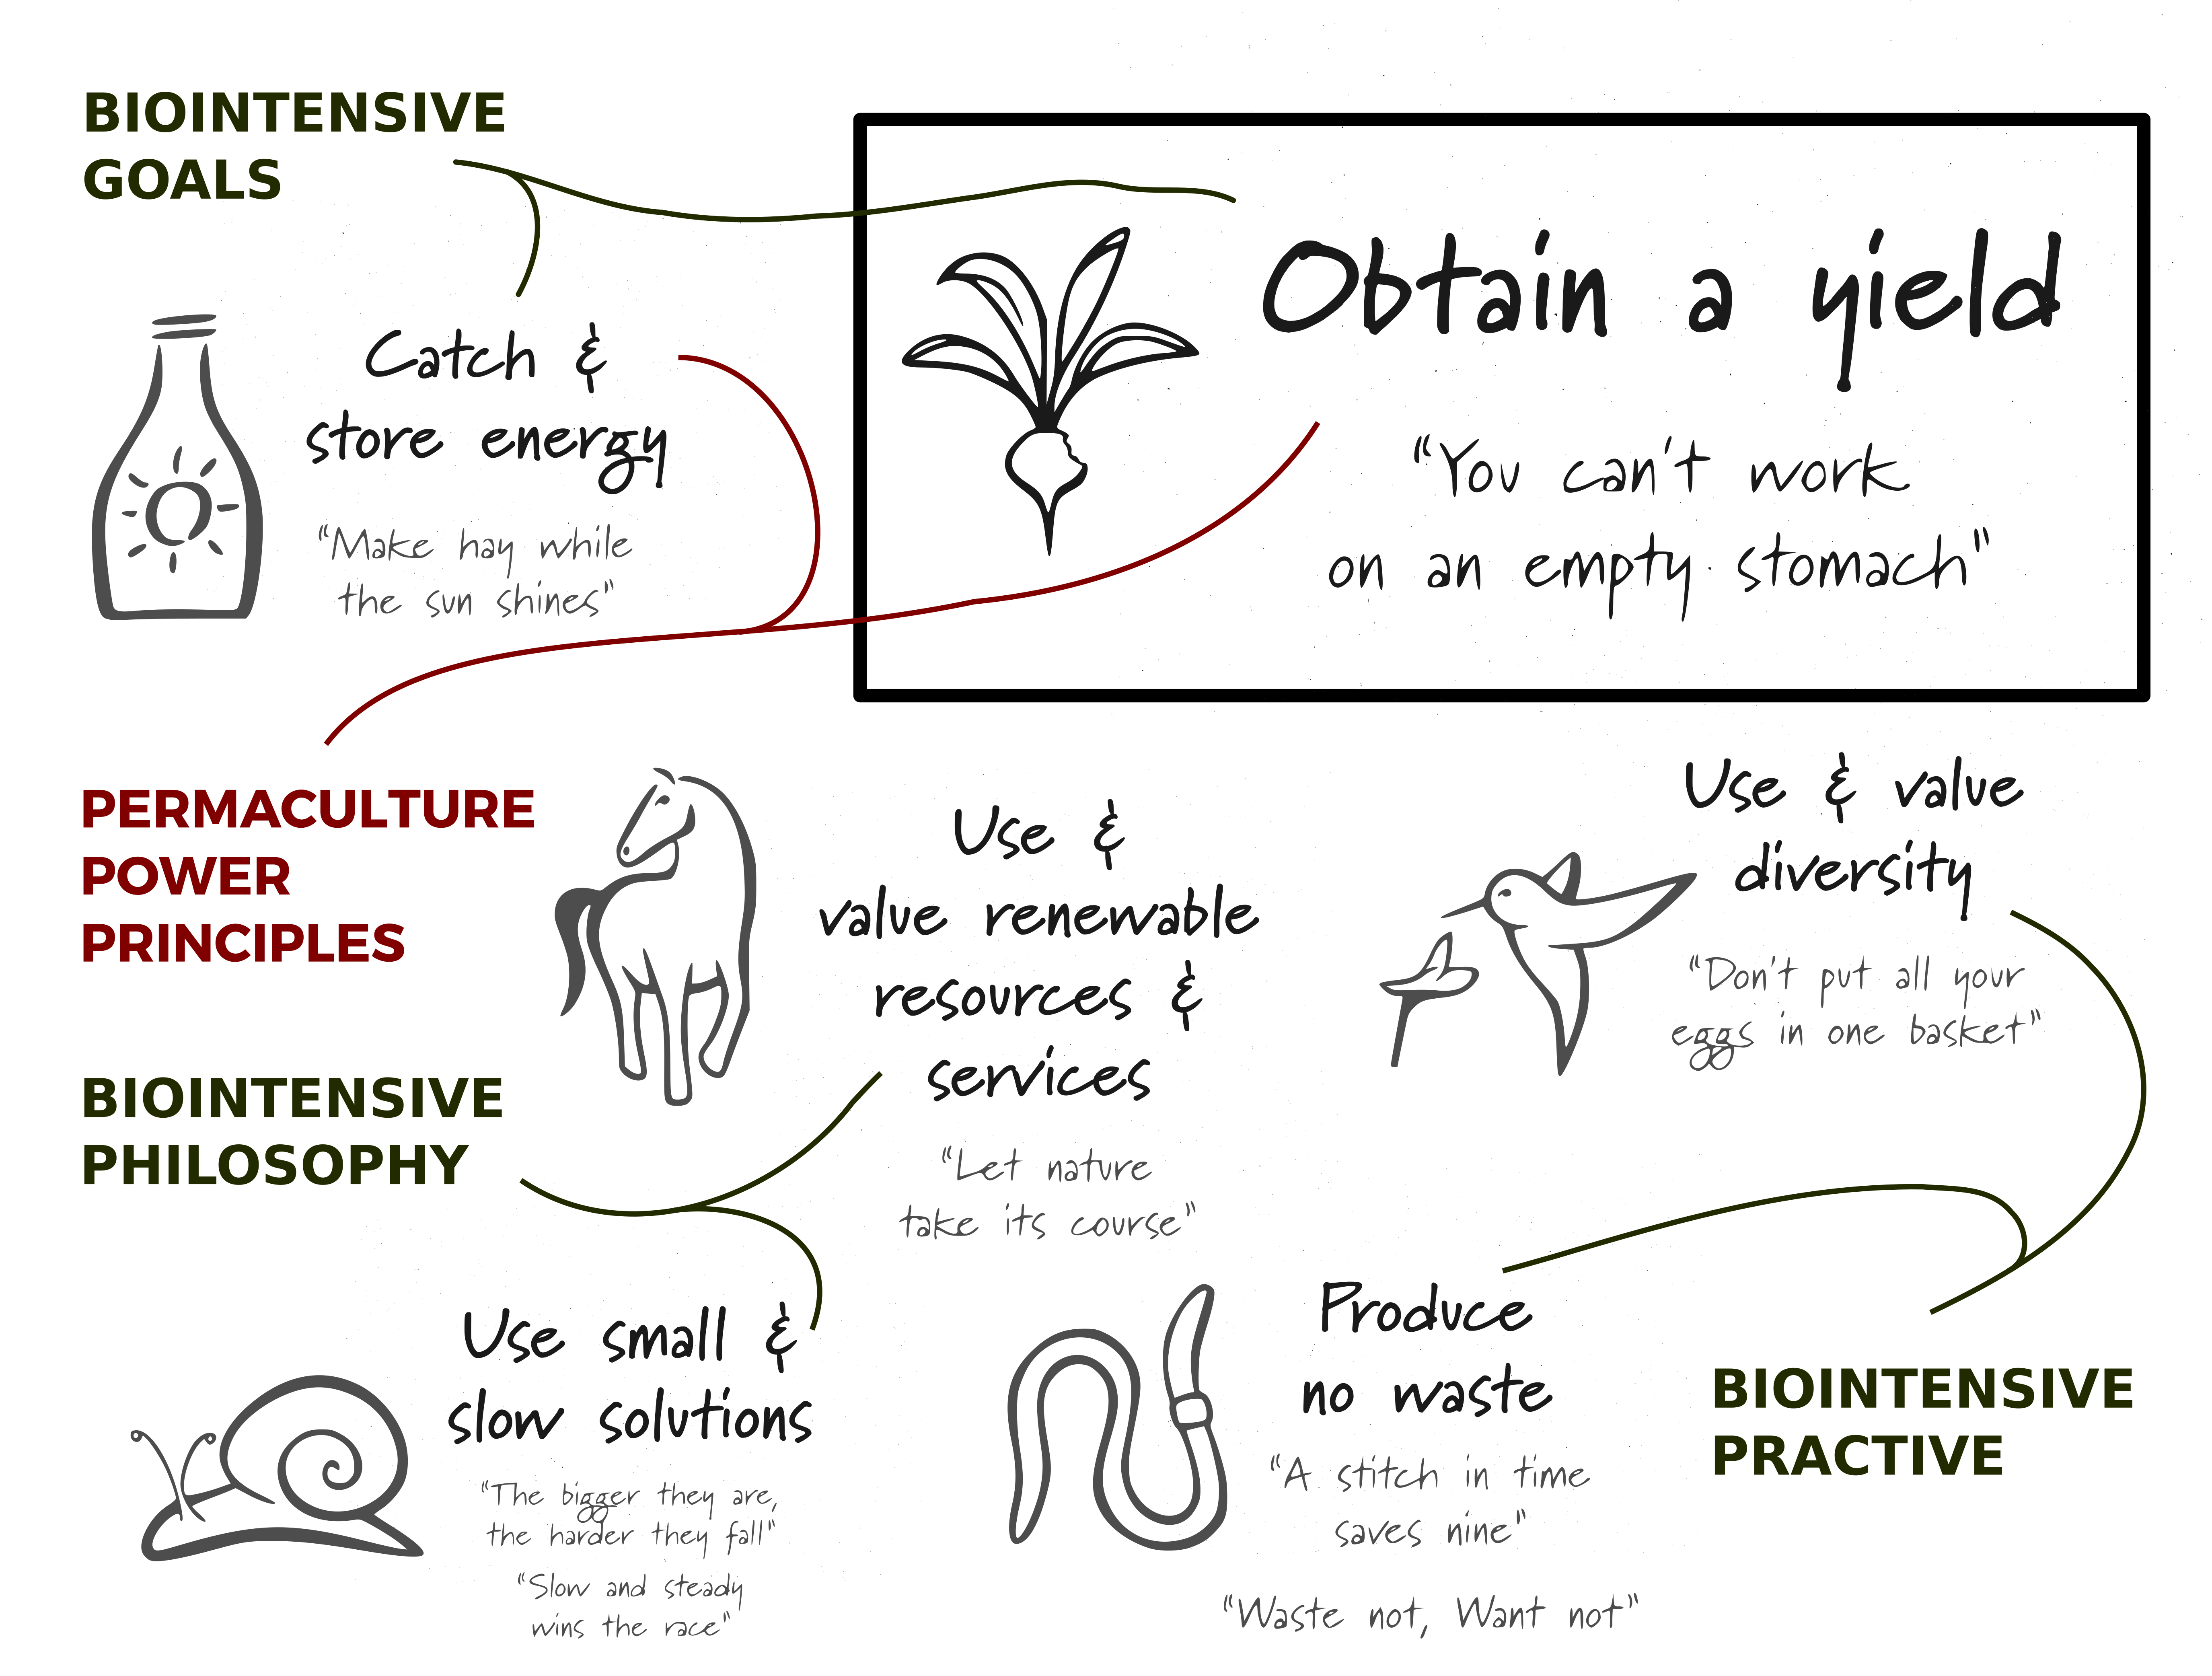 BIOINTENSIVE
GOALS
Obtain a yield
"You can't work
on an empty stomach"
Catch &
store energy
"Make hay while
the sun shines"
PERMACULTURE
POWER
PRINCIPLES
Use &
value renewable
resources &
services
"Let nature
take its course"
Use & value
diversity
"Don't put all your
eggs in one basket"
BIOINTENSIVE
PHILOSOPHY
Use small &
slow solutions
"The bigger they are,
the harder they fall"
"Slow and steady
wins the race"
Produce
no waste
"A stitch in time
saves nine"
"Waste not, Want not"
BIOINTENSIVE
PRACTIVE